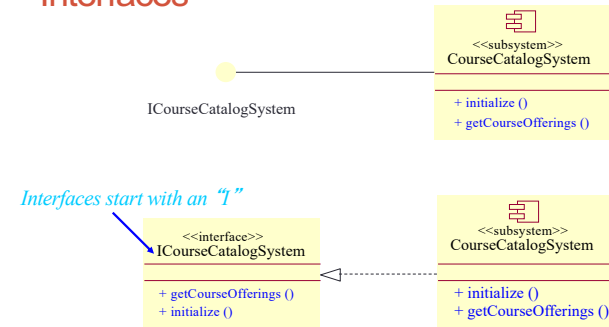 Interfaces
<<subsystem>>
CourseCatalogSystem
+ initialize ()
+ getCourseOfferings ()
ICourseCatalogSystem
Interfaces start with an “I”
<<interface>>
ICourseCatalogSystem
+ getCourseOfferings ()
+ initialize ()
<<subsystem>>
CourseCatalogSystem
+ initialize ()
+ getCourseOfferings ()